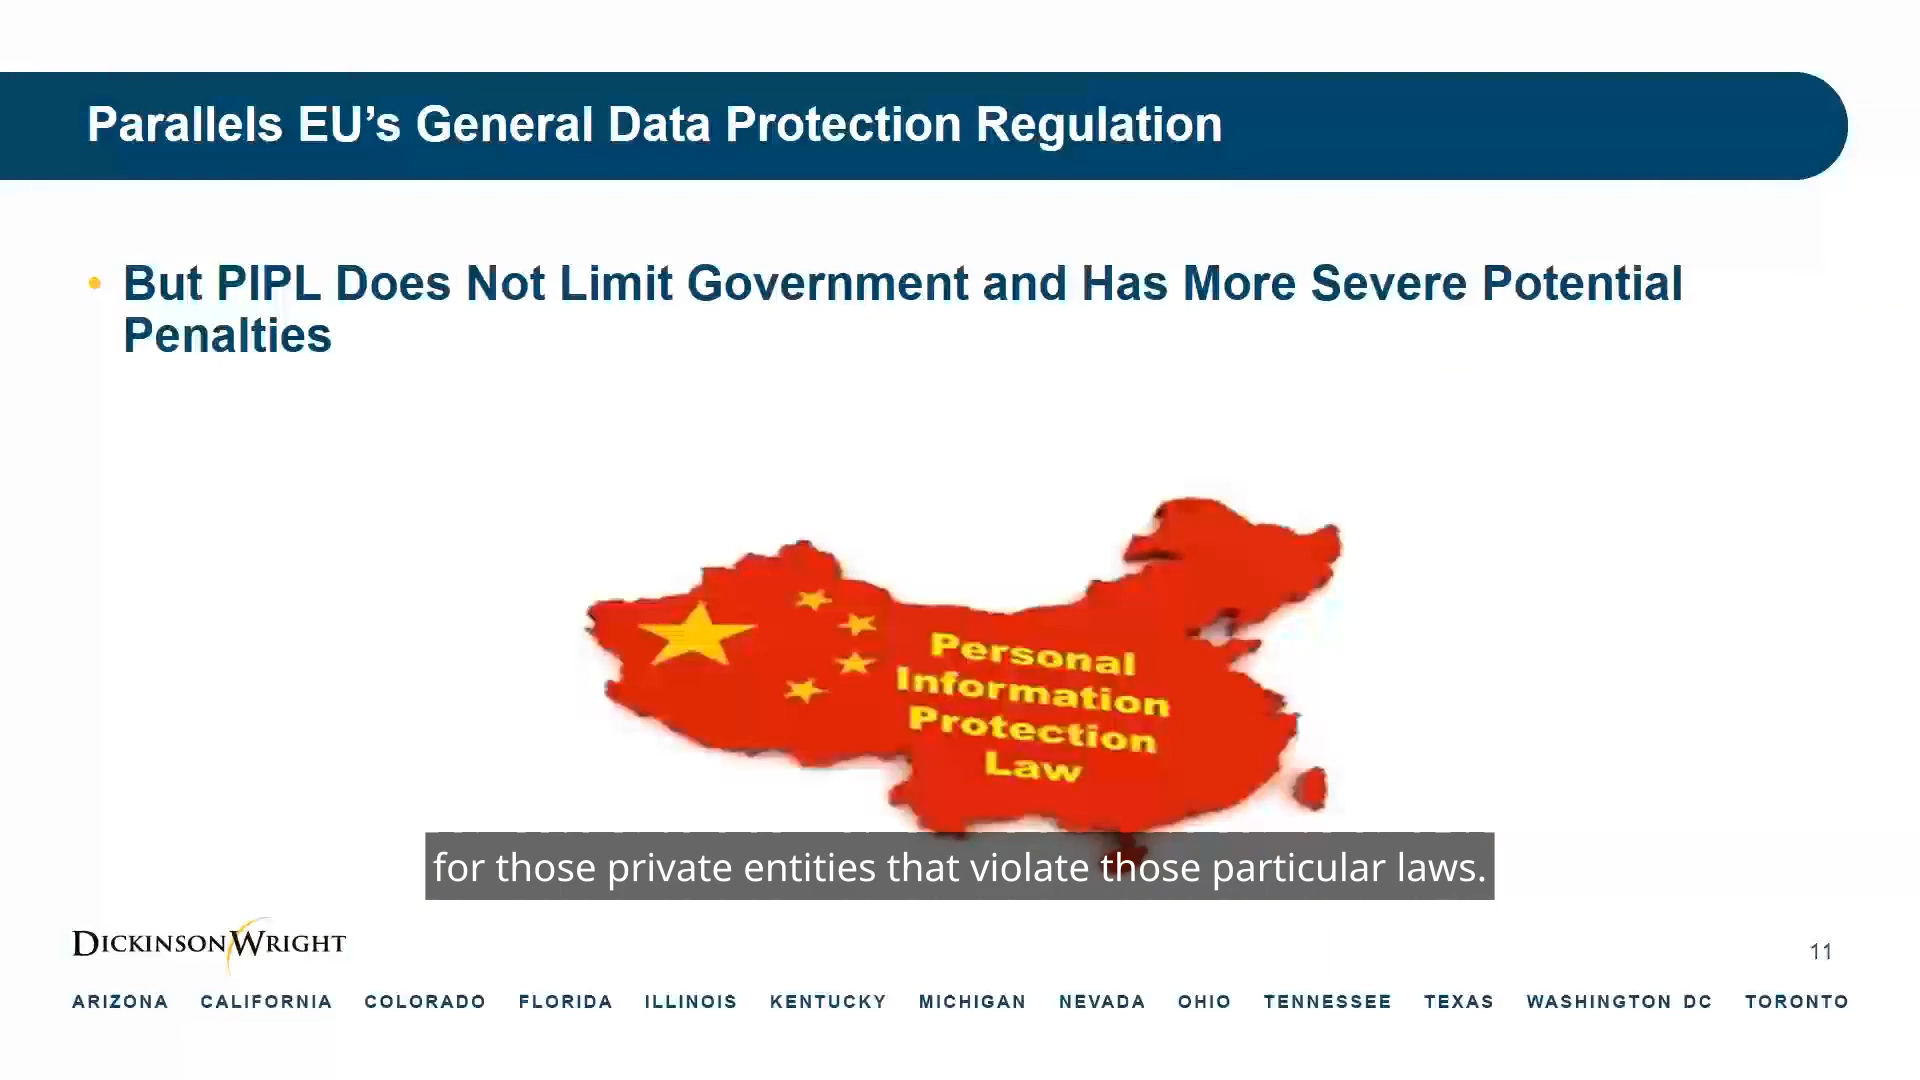 Parallels EU’s General Data Protection Regulation
• But PIPL Does Not Limit Government and Has More Severe Potential
Penalties
Personal
Information
Protection
Law
for those private entities that violate those particular laws.
DICKINSON WRIGHT
11
ARIZONA CALIFORNIA COLORADO FLORIDA ILLINOIS KENTUCKY MICHIGAN NEVADA OHIO TENNESSEE TEXAS WASHINGTON DC TORONTO